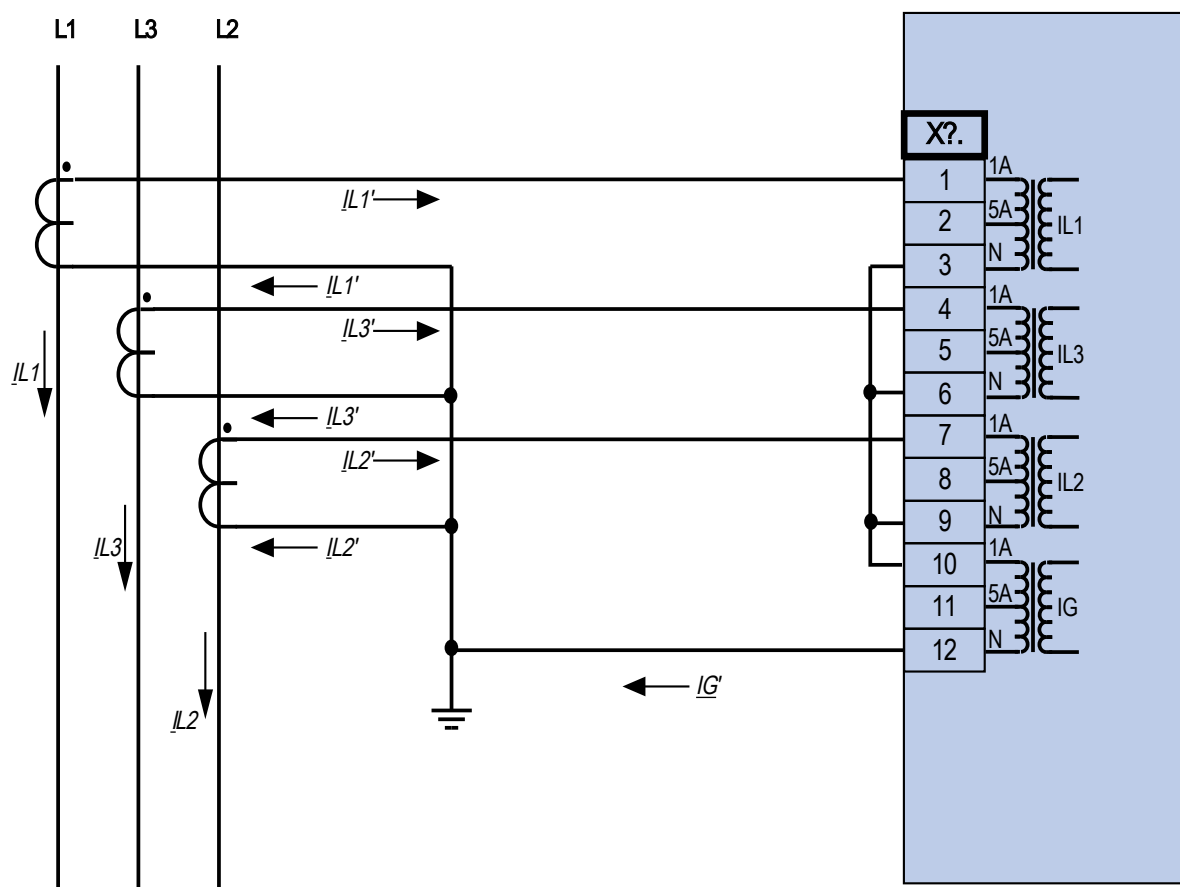 L1 L3 L2
X?.
1 1A
IL1'
2 5A IL1
3 N
IL1'
4 1A
IL3'
5 5A IL3
IL1
6 N
IL3'
7 1A
IL2'
8 5A IL2
9 N
IL3
IL2'
10 1A
11 5A IG
12 N
IG'
IL2